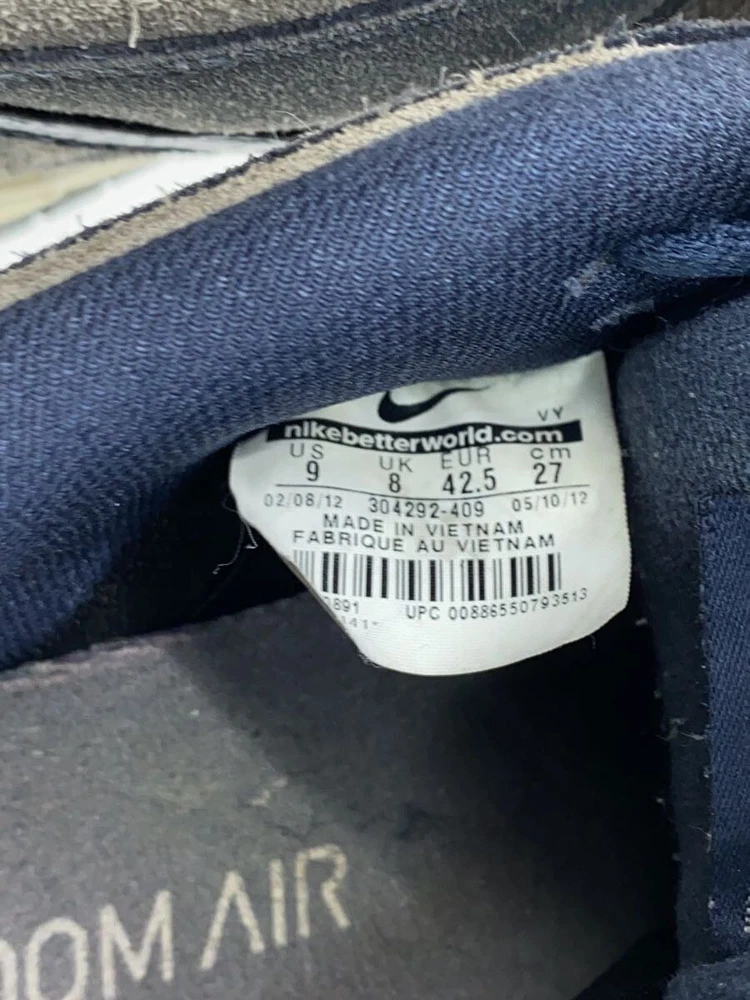 VY
nikebetterworld.com
US UK EUR cm
9 8 42.5 27
02/08/12 304292-409 05/10/12
MADE IN VIETNAM
FABRIQUE AU VIETNAM
UPC 00886550793513
AIR